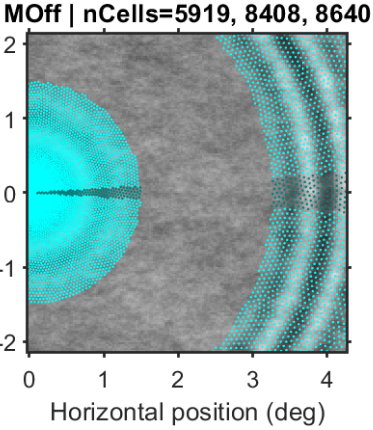 MOff | nCells=5919, 8408, 8640
2
1
0
-1
-2
0 1 2 3 4
Horizontal position (deg)